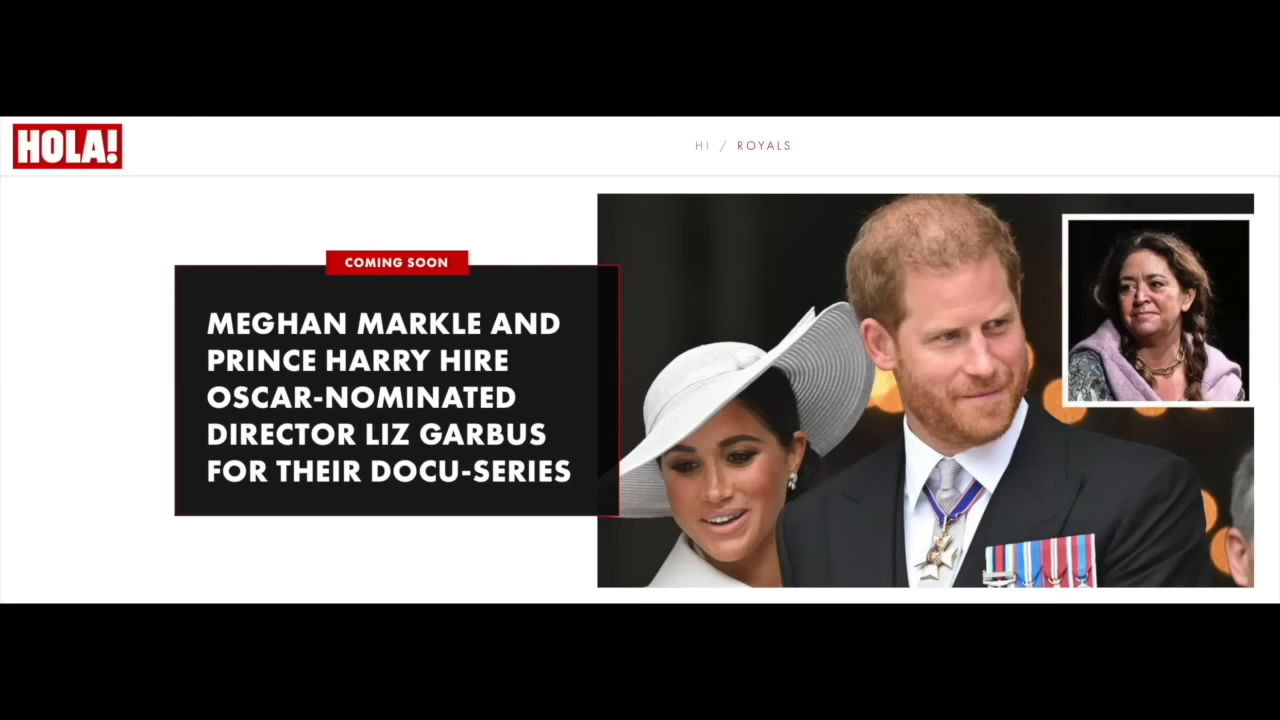 HOLA!
HI / ROYALS
COMING SOON
MEGHAN MARKLE AND
PRINCE HARRY HIRE
OSCAR-NOMINATED
DIRECTOR LIZ GARBUS
FOR THEIR DOCU-SERIES